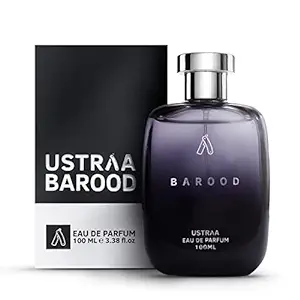 USTRAA
BAROOD
EAU DE PARFUM
100 ML e 3.38 fl.oz
BAROOD
USTRAA
EAU DE PARFUM
100ML